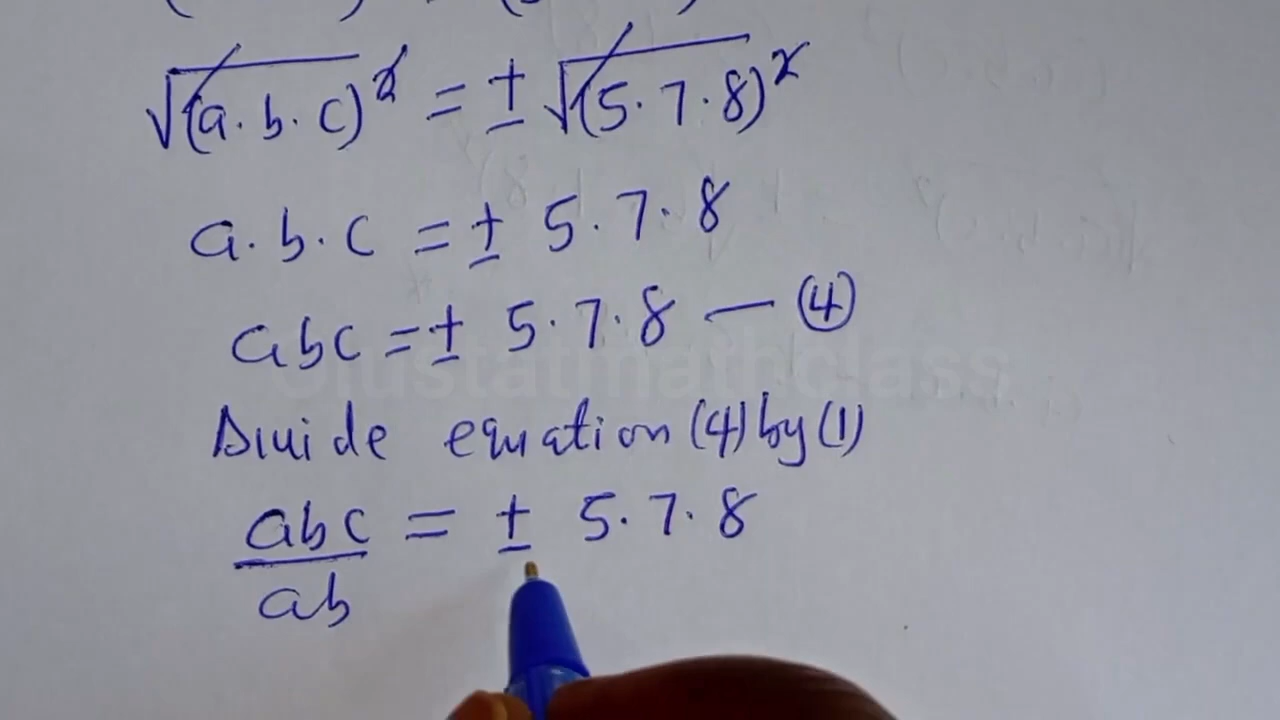 √(a.b.c)² = ± √(5.7.8)²
a.b.c = ± 5.7.8
abc = ± 5.7.8 — (4)
Olustatmathclass
Divide equation (4) by (1)
abc = ± 5.7.8
ab